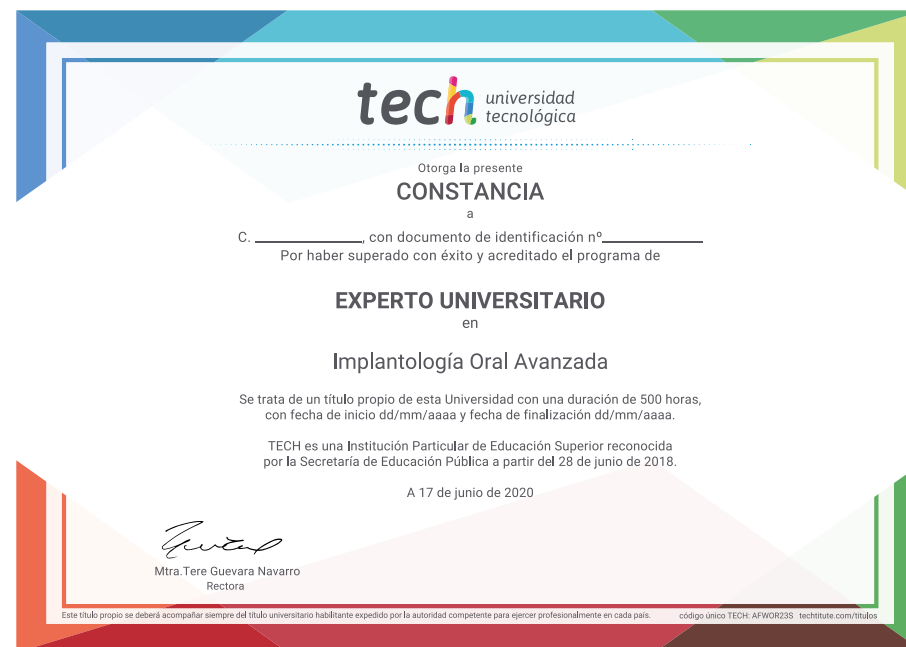 tech universidad
tecnológica
Otorga la presente
CONSTANCIA
a
C. ____________, con documento de identificación nº____________
Por haber superado con éxito y acreditado el programa de
EXPERTO UNIVERSITARIO
en
Implantología Oral Avanzada
Se trata de un título propio de esta Universidad con una duración de 500 horas,
con fecha de inicio dd/mm/aaaa y fecha de finalización dd/mm/aaaa.
TECH es una Institución Particular de Educación Superior reconocida
por la Secretaría de Educación Pública a partir del 28 de junio de 2018.
A 17 de junio de 2020
Mtra.Tere Guevara Navarro
Rectora
Este título propio se deberá acompañar siempre del título universitario habilitante expedido por la autoridad competente para ejercer profesionalmente en cada país. código único TECH: AFWOR23S techtitute.com/titulos